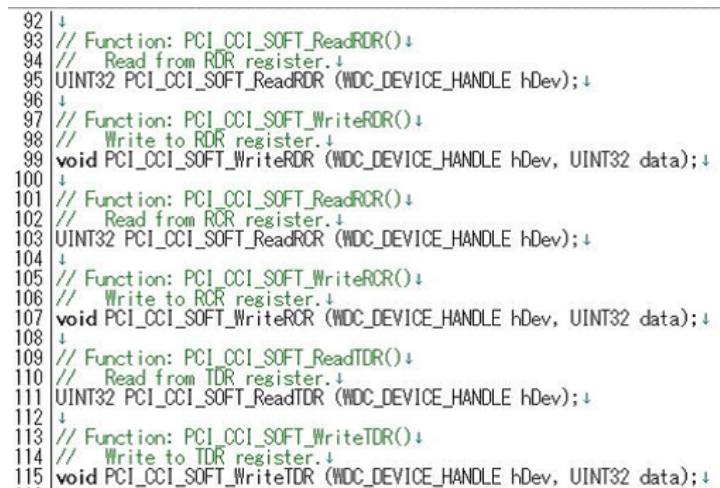 92 ↓
93 // Function: PCI_CCI_SOFT_ReadRDR()↓
94 //   Read from RDR register.↓
95 UINT32 PCI_CCI_SOFT_ReadRDR (WDC_DEVICE_HANDLE hDev);↓
96 ↓
97 // Function: PCI_CCI_SOFT_WriteRDR()↓
98 //   Write to RDR register.↓
99 void PCI_CCI_SOFT_WriteRDR (WDC_DEVICE_HANDLE hDev, UINT32 data);↓
100 ↓
101 // Function: PCI_CCI_SOFT_ReadRCR()↓
102 //   Read from RCR register.↓
103 UINT32 PCI_CCI_SOFT_ReadRCR (WDC_DEVICE_HANDLE hDev);↓
104 ↓
105 // Function: PCI_CCI_SOFT_WriteRCR()↓
106 //   Write to RCR register.↓
107 void PCI_CCI_SOFT_WriteRCR (WDC_DEVICE_HANDLE hDev, UINT32 data);↓
108 ↓
109 // Function: PCI_CCI_SOFT_ReadTDR()↓
110 //   Read from TDR register.↓
111 UINT32 PCI_CCI_SOFT_ReadTDR (WDC_DEVICE_HANDLE hDev);↓
112 ↓
113 // Function: PCI_CCI_SOFT_WriteTDR()↓
114 //   Write to TDR register.↓
115 void PCI_CCI_SOFT_WriteTDR (WDC_DEVICE_HANDLE hDev, UINT32 data);↓